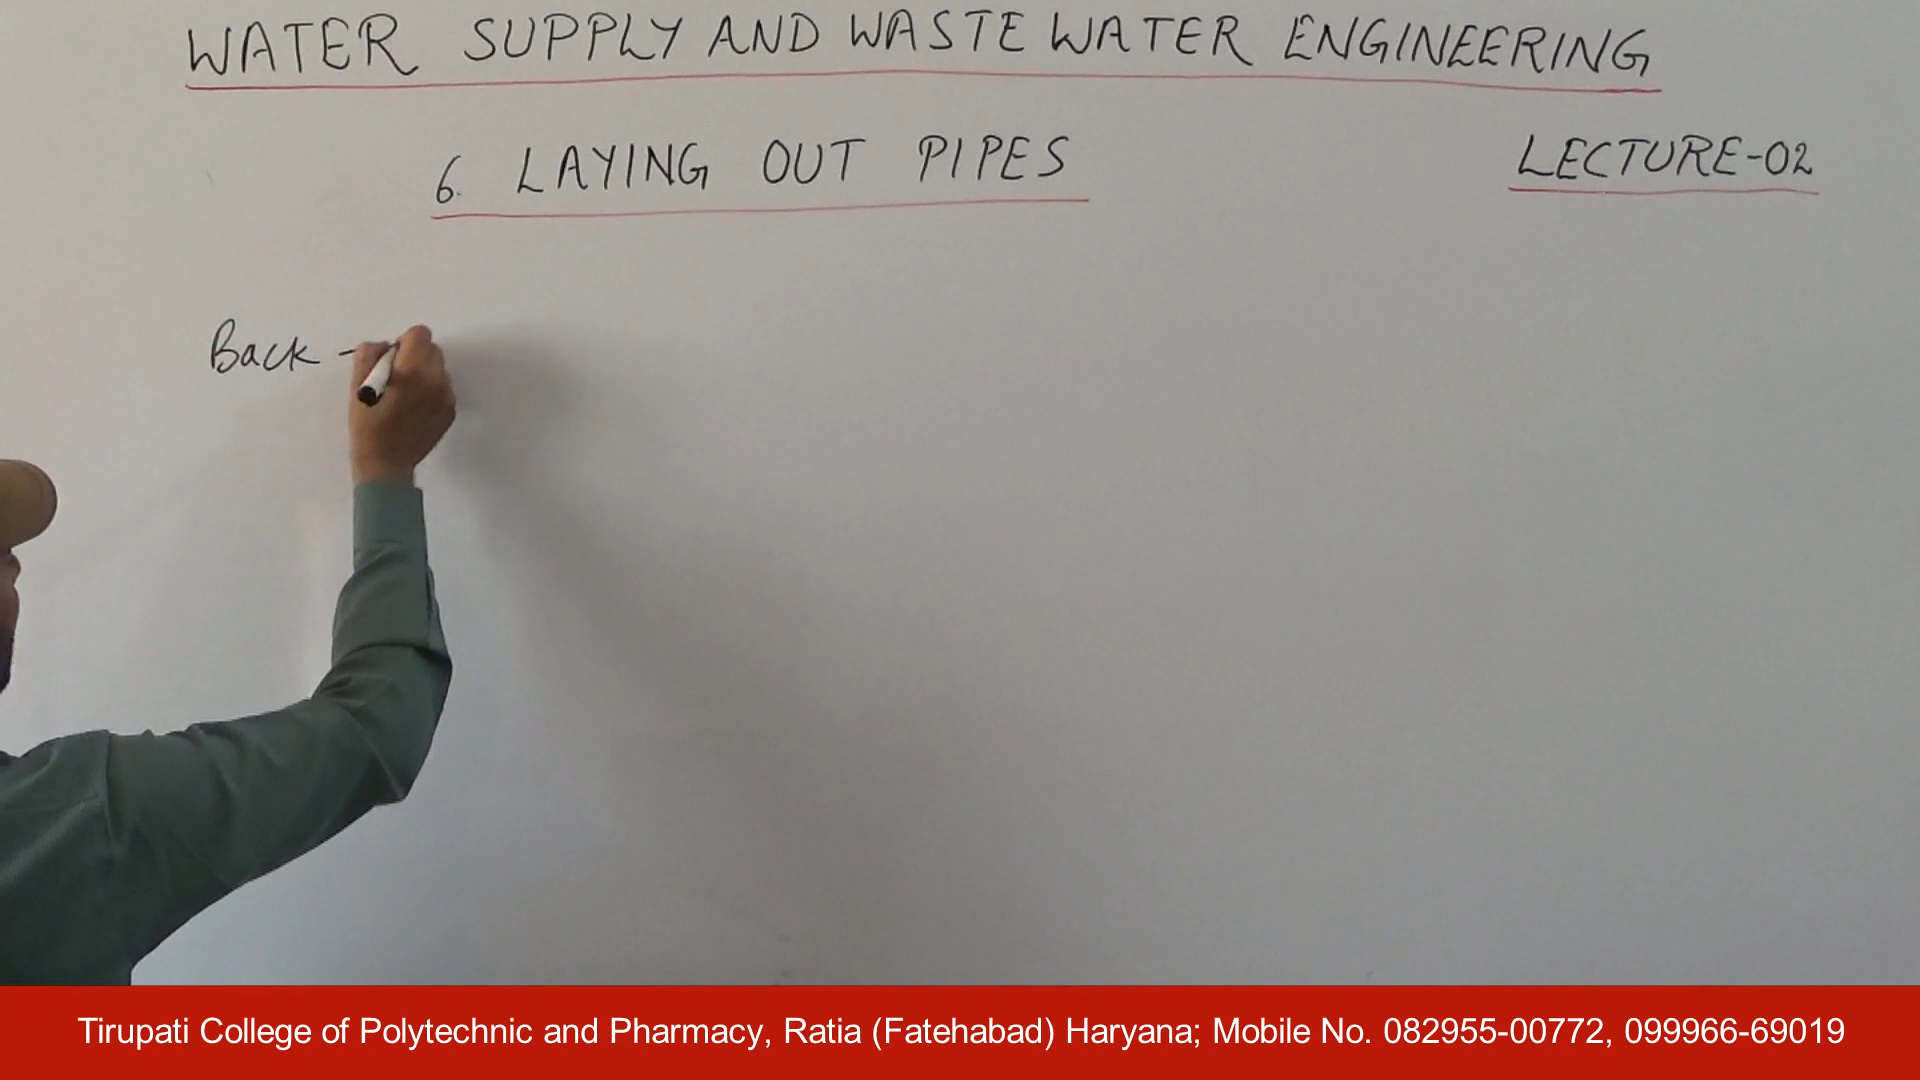 WATER SUPPLY AND WASTE WATER ENGINEERING
6. LAYING OUT PIPES
LECTURE-02
Back -
Tirupati College of Polytechnic and Pharmacy, Ratia (Fatehabad) Haryana; Mobile No. 082955-00772, 099966-69019